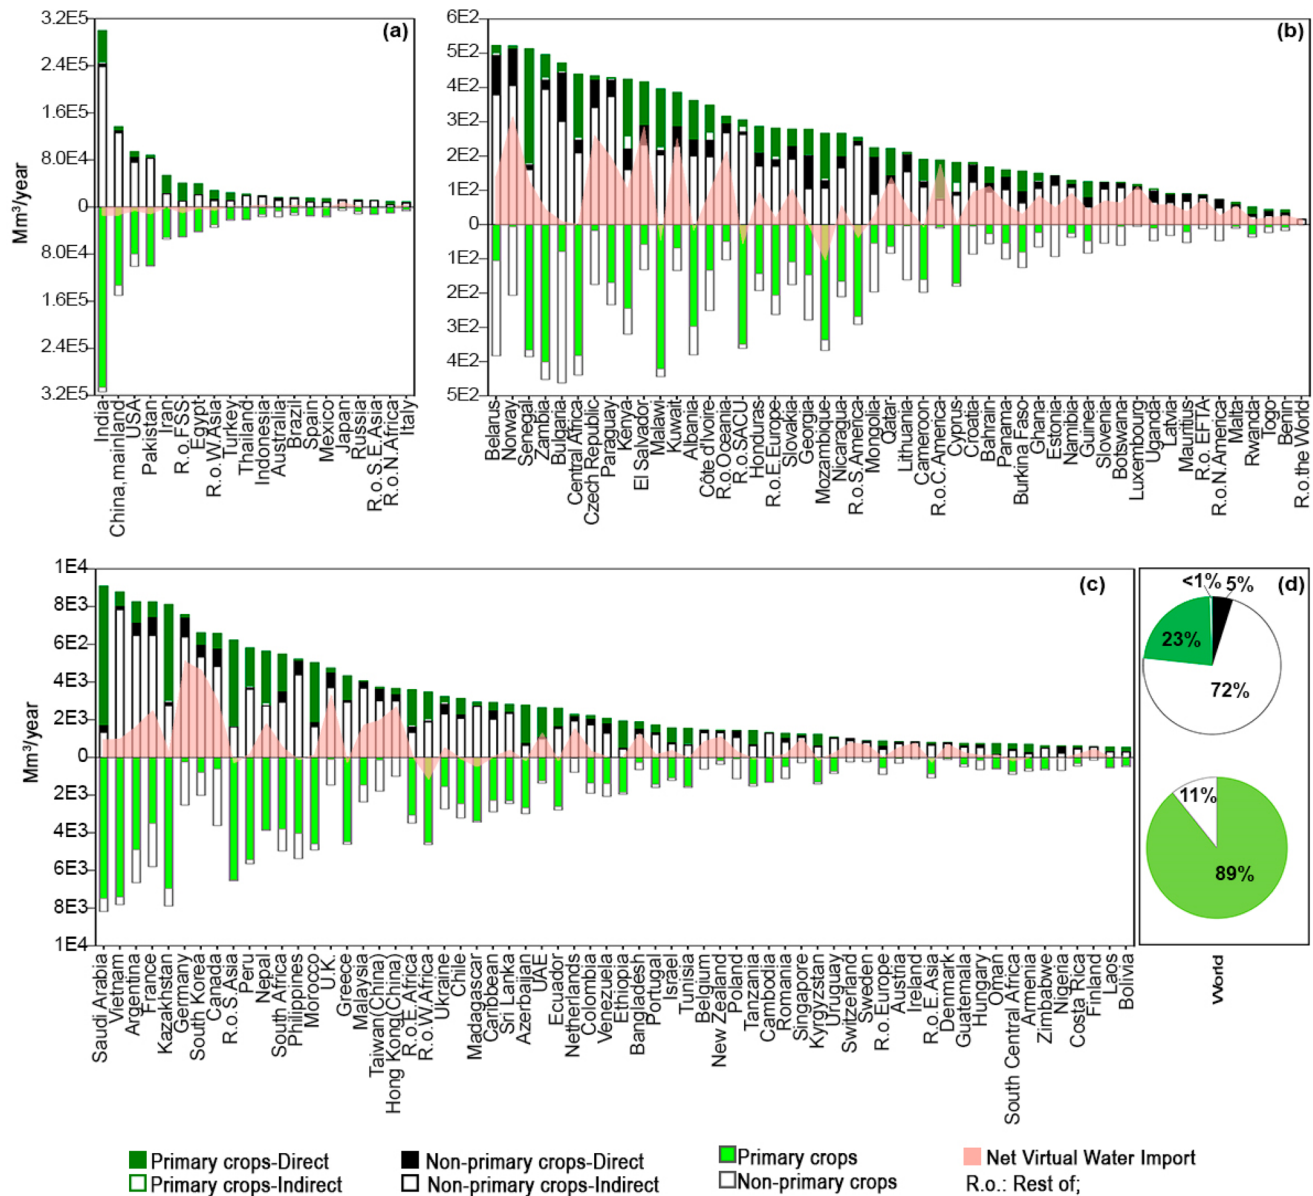 (a)
3.2E5
2.4E5
1.6E5
8.0E4
0
8.0E4
1.6E5
2.4E5
3.2E5
Mm³/year
India
China,mainland
USA
Pakistan
Iran
R.o.FSS
Egypt
R.o.W.Asia
Turkey
Thailand
Indonesia
Australia
Brazil
Spain
Mexico
Japan
Russia
R.o.S.E.Asia
R.o.N.Africa
Italy
(b)
6E2
5E2
4E2
3E2
2E2
1E2
0
1E2
2E2
3E2
4E2
5E2
Belarus
Norway
Senegal
Zambia
Bulgaria
Central Africa
Czech Republic
Paraguay
Kenya
El Salvador
Malawi
Kuwait
Albania
Côte d'Ivoire
R.o.Oceania
R.o.SACU
Honduras
R.o.E.Europe
Slovakia
Georgia
Mozambique
Nicaragua
R.o.S.America
Mongolia
Qatar
Lithuania
Cameroon
R.o.C.America
Cyprus
Croatia
Bahrain
Panama
Burkina Faso
Ghana
Estonia
Namibia
Guinea
Slovenia
Botswana
Luxembourg
Uganda
Latvia
Mauritius
R.o. EFTA
R.o.N.America
Malta
Rwanda
Togo
Benin
R.o.the World
(c)
1E4
8E3
6E2
4E3
2E3
0
2E3
4E3
6E3
8E3
1E4
Mm³/year
Saudi Arabia
Vietnam
Argentina
France
Kazakhstan
Germany
South Korea
Canada
R.o.S.Asia
Peru
Nepal
South Africa
Philippines
Morocco
U.K.
Greece
Malaysia
Taiwan(China)
Hong Kong(China)
R.o.E.Africa
R.o.W.Africa
Ukraine
Chile
Madagascar
Caribbean
Sri Lanka
Azerbaijan
UAE
Ecuador
Netherlands
Colombia
Venezuela
Ethiopia
Bangladesh
Portugal
Israel
Tunisia
Belgium
New Zealand
Poland
Tanzania
Cambodia
Romania
Singapore
Kyrgyzstan
Uruguay
Switzerland
Sweden
R.o.Europe
Austria
Ireland
R.o.E.Asia
Denmark
Guatemala
Hungary
Oman
South Central Africa
Armenia
Zimbabwe
Nigeria
Costa Rica
Finland
Laos
Bolivia
(d)
<1% 5%
23%
72%
11%
89%
World
Primary crops-Direct
Primary crops-Indirect
Non-primary crops-Direct
Non-primary crops-Indirect
Primary crops
Non-primary crops
Net Virtual Water Import
R.o.: Rest of;